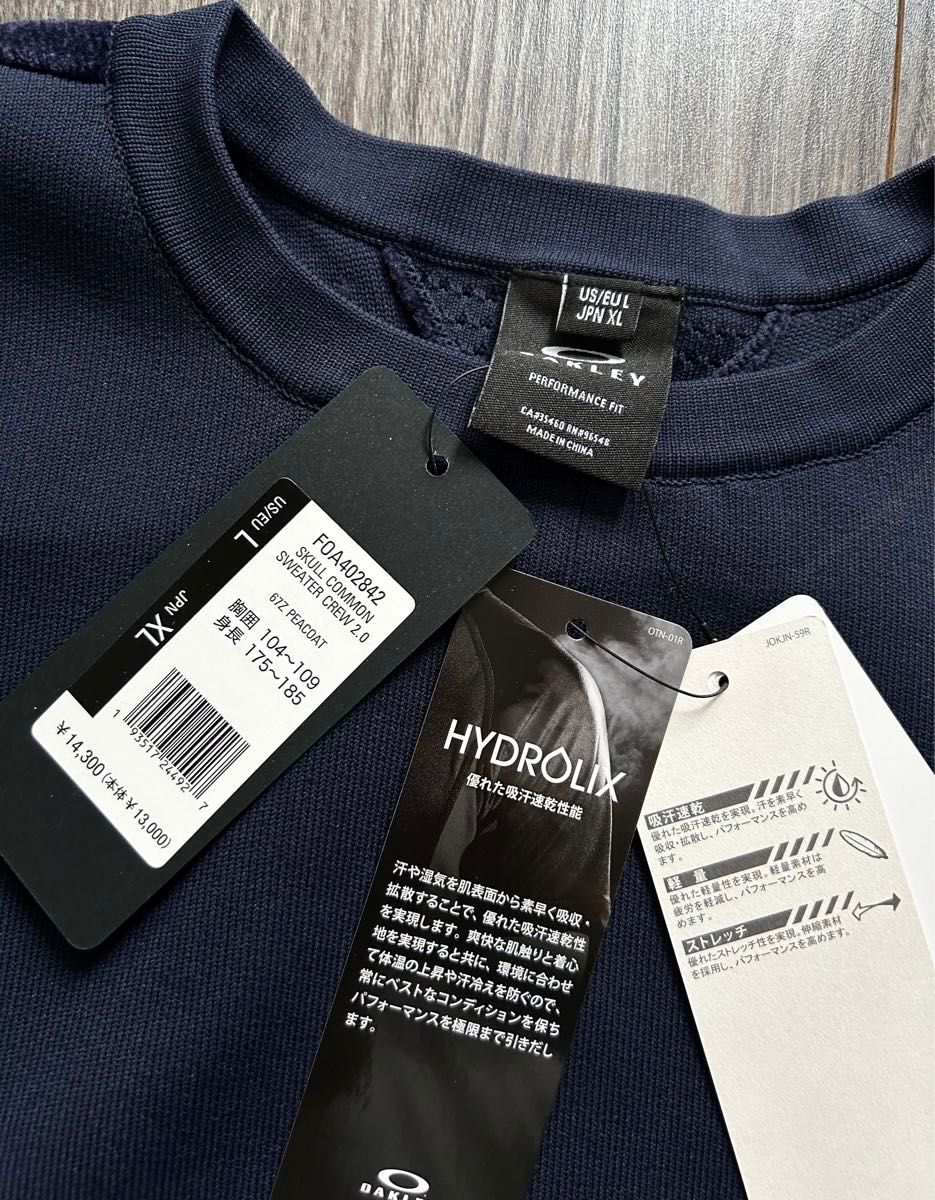 US/EU L
JPN XL
OAKLEY
PERFORMANCE FIT
CA#35460 RN#96548
MADE IN CHINA
US/EU L
JPN XL
FOA402842
SKULL COMMON
SWEATER CREW 2.0
67Z PEACOAT
胸囲 104~109
身長 175~185
1 93517 24492 7
¥14,300 (本体¥13,000)
OTN-01R
HYDROLIX
優れた吸汗速乾性能
汗や湿気を肌表面から素早く吸収、
拡散することで、優れた吸汗速乾性
を実現します。爽快な肌触りと着心
地を実現すると共に、環境に合わせ
て体温の上昇や汗冷えを防ぐので、
常にベストなコンディションを保ち
パフォーマンスを極限まで引きだし
ます。
OAKLEY
JOKJN-59R
吸汗速乾
優れた吸汗速乾を実現。汗を素早く
吸収・拡散し、パフォーマンスを高め
ます。
軽量
優れた軽量性を実現。軽量素材は
疲労を軽減し、パフォーマンスを高
めます。
ストレッチ
優れたストレッチ性を実現。伸縮素材
を採用し、パフォーマンスを高めます。